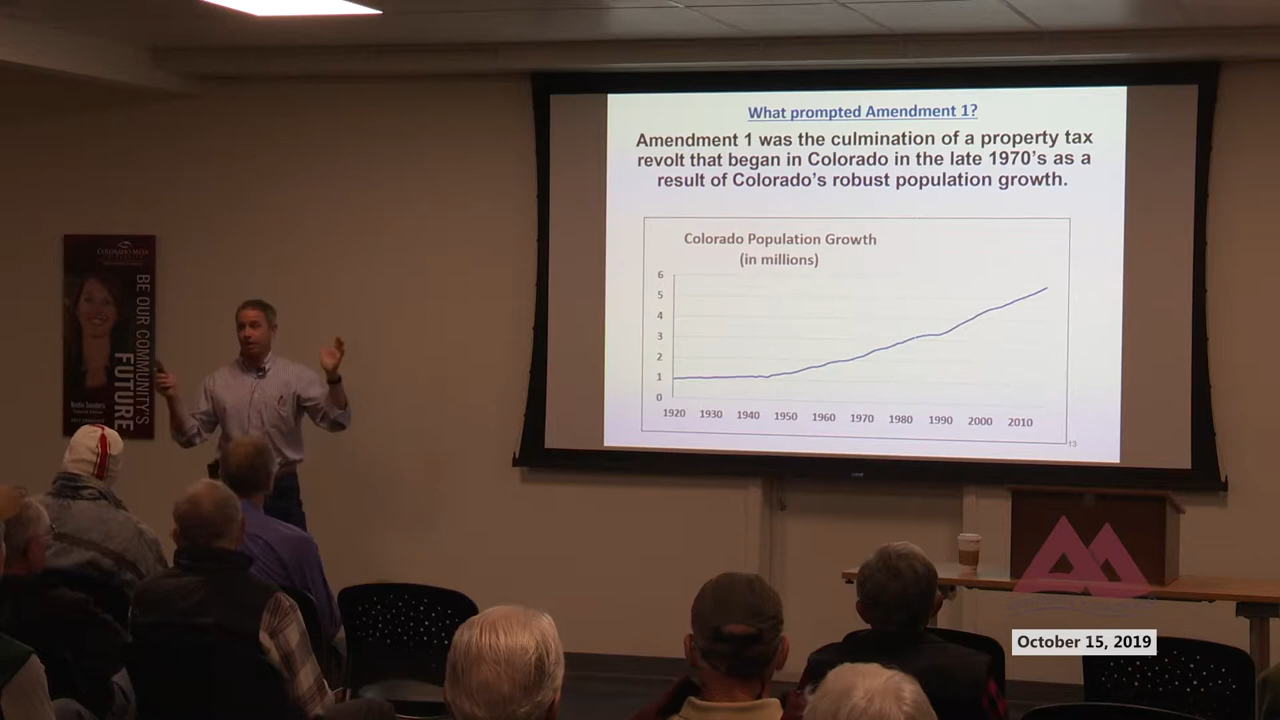 What prompted Amendment 1?
Amendment 1 was the culmination of a property tax
revolt that began in Colorado in the late 1970's as a
result of Colorado's robust population growth.
Colorado Population Growth
(in millions)
6
5
4
3
2
1
0
1920 1930 1940 1950 1960 1970 1980 1990 2000 2010
13
COLORADO MESA
BE OUR COMMUNITY'S
FUTURE
October 15, 2019